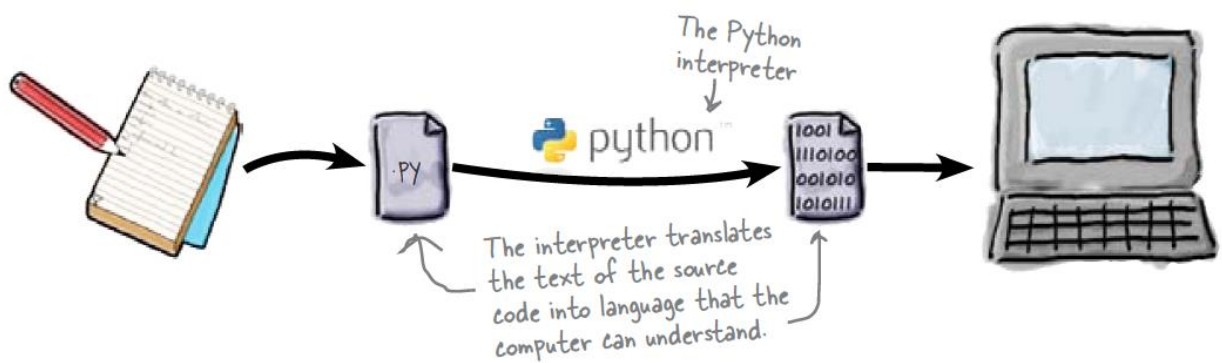 The Python
interpreter
python™
.PY
1001
1110100
001010
1010111
The interpreter translates
the text of the source
code into language that the
computer can understand.